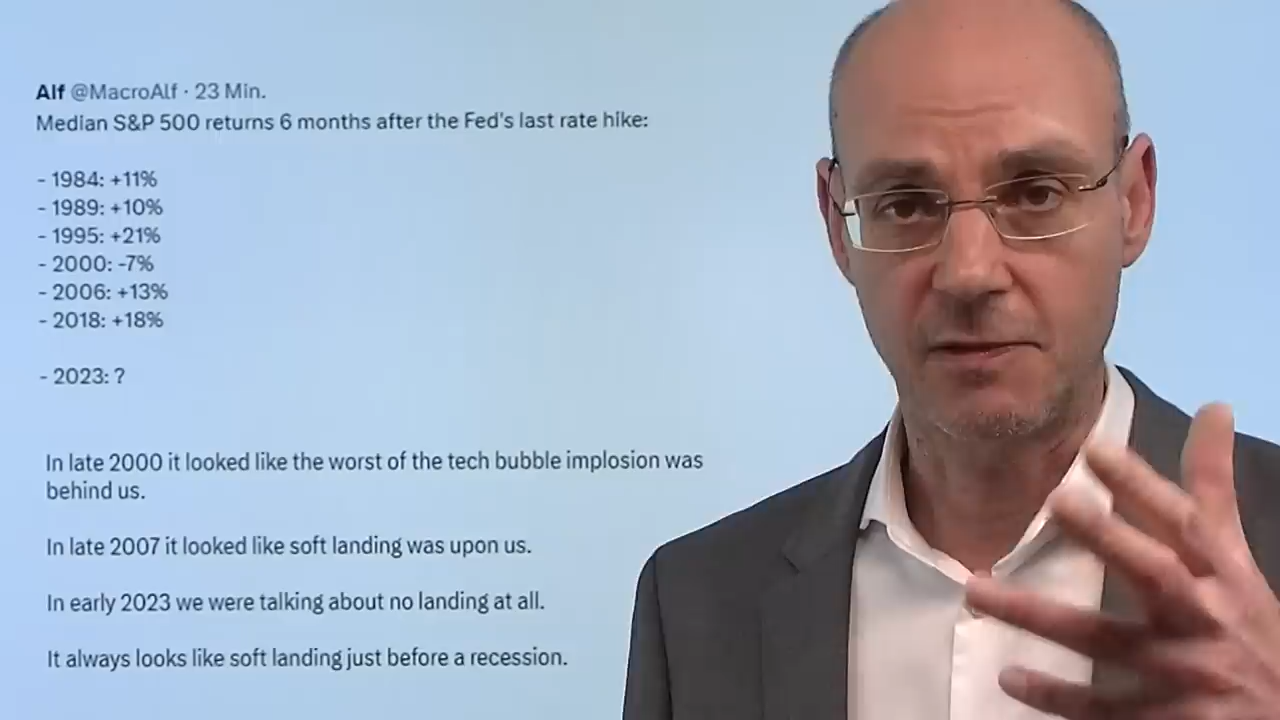 Alf @MacroAlf · 23 Min.
Median S&P 500 returns 6 months after the Fed's last rate hike:
- 1984: +11%
- 1989: +10%
- 1995: +21%
- 2000: -7%
- 2006: +13%
- 2018: +18%
- 2023: ?
In late 2000 it looked like the worst of the tech bubble implosion was
behind us.
In late 2007 it looked like soft landing was upon us.
In early 2023 we were talking about no landing at all.
It always looks like soft landing just before a recession.